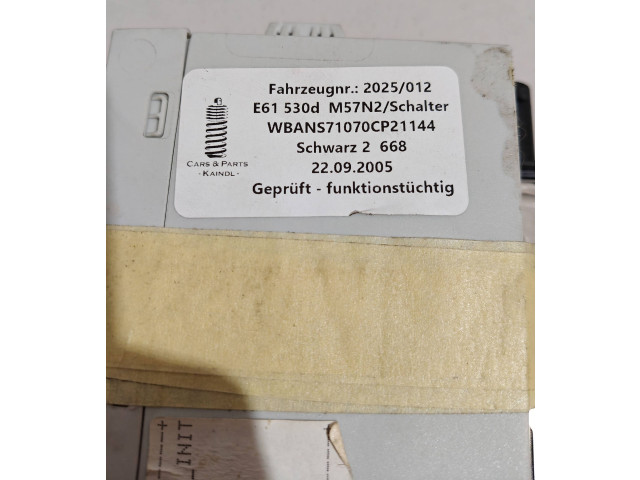 Fahrzeugnr.: 2025/012
E61 530d M57N2/Schalter
WBANS71070CP21144
Schwarz 2 668
22.09.2005
Geprüft - funktionstüchtig
CARS & PARTS
- KAINDL -
B
INIT